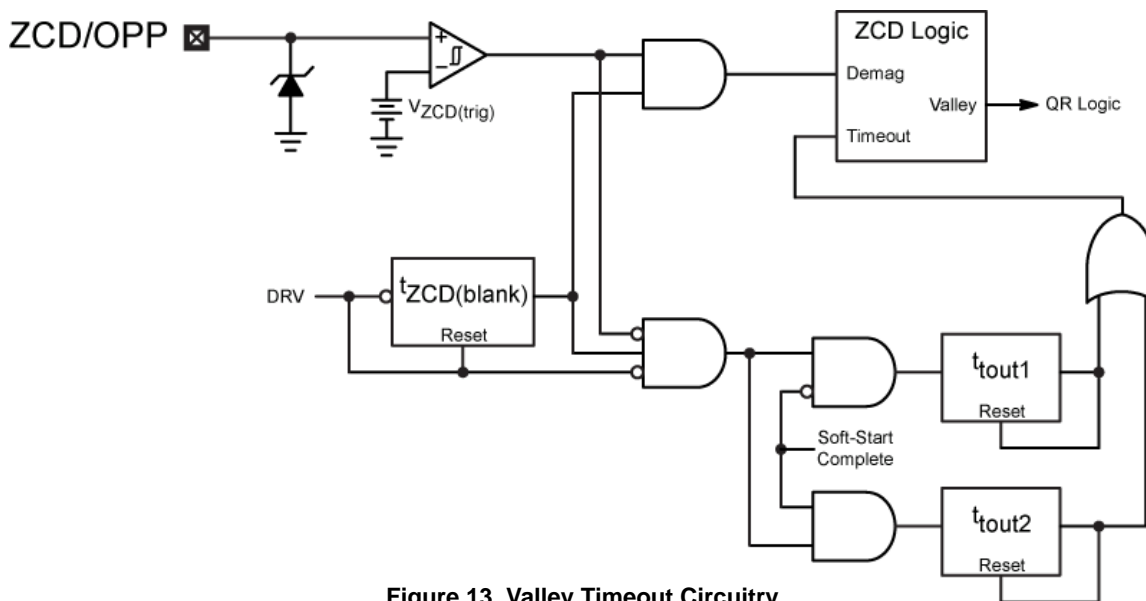 ZCD/OPP
+
−
VZCD(trig)
ZCD Logic
Demag
Valley
Timeout
QR Logic
DRV
tZCD(blank)
Reset
ttout1
Reset
Soft-Start
Complete
ttout2
Reset
Figure 13. Valley Timeout Circuitry